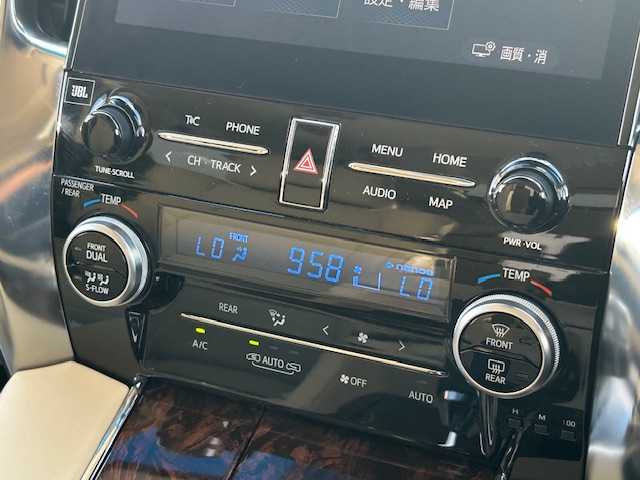 設定・編集
画質・消
JBL
T/C PHONE
MENU HOME
TUNE・SCROLL
< CH TRACK >
AUDIO MAP
PWR・VOL
PASSENGER
/REAR
TEMP
FRONT
DUAL
S-FLOW
LO FRONT 958 LO
TEMP
FRONT
REAR
REAR
A/C
AUTO
OFF
AUTO
H M :00